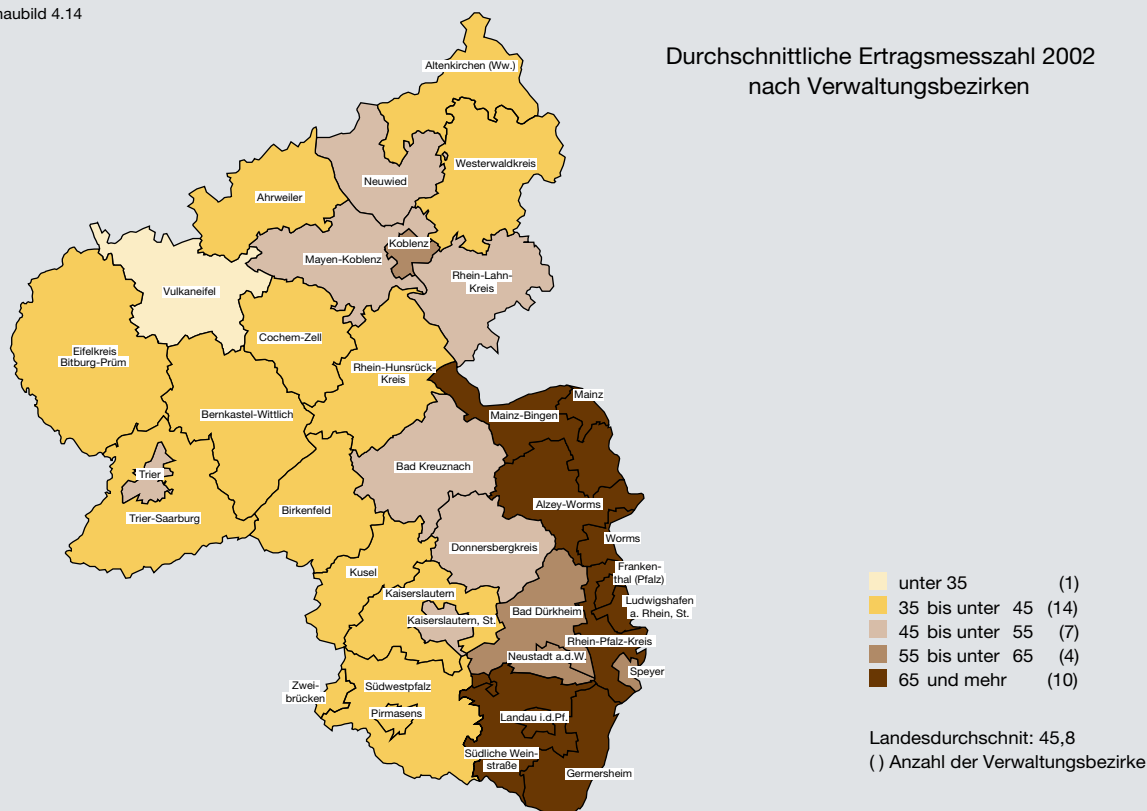 haubild 4.14
Durchschnittliche Ertragsmesszahl 2002
nach Verwaltungsbezirken
Altenkirchen (Ww.)
Westerwaldkreis
Neuwied
Ahrweiler
Koblenz
Mayen-Koblenz
Rhein-Lahn-
Kreis
Vulkaneifel
Cochem-Zell
Eifelkreis
Bitburg-Prüm
Rhein-Hunsrück-
Kreis
Mainz
Mainz-Bingen
Bernkastel-Wittlich
Bad Kreuznach
Trier
Alzey-Worms
Birkenfeld
Trier-Saarburg
Worms
Donnersbergkreis
Franken-
thal (Pfalz)
Kusel
Kaiserslautern
Ludwigshafen
a. Rhein, St.
Bad Dürkheim
Kaiserslautern, St.
Rhein-Pfalz-Kreis
Neustadt a.d.W.
Speyer
Zwei-
brücken
Südwestpfalz
Pirmasens
Landau i.d.Pf.
Südliche Wein-
straße
Germersheim
unter 35 (1)
35 bis unter 45 (14)
45 bis unter 55 (7)
55 bis unter 65 (4)
65 und mehr (10)
Landesdurchschnit: 45,8
( ) Anzahl der Verwaltungsbezirke